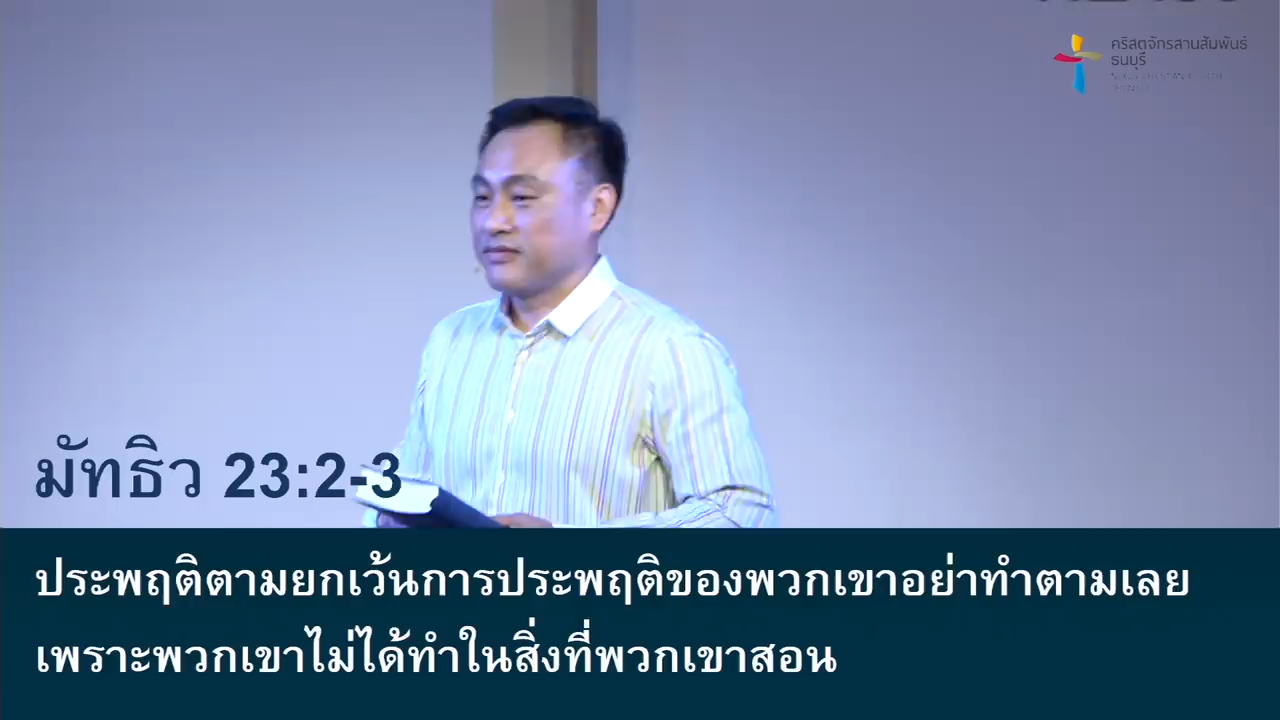 คริสตจักรสานสัมพันธ์
ธนบุรี
มัทธิว 23:2-3
ประพฤติตามยกเว้นการประพฤติของพวกเขาอย่าทำตามเลย
เพราะพวกเขาไม่ได้ทำในสิ่งที่พวกเขาสอน